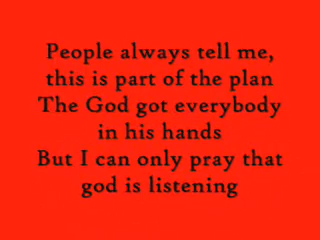 People always tell me,
this is part of the plan
The God got everybody
in his hands
But I can only pray that
god is listening